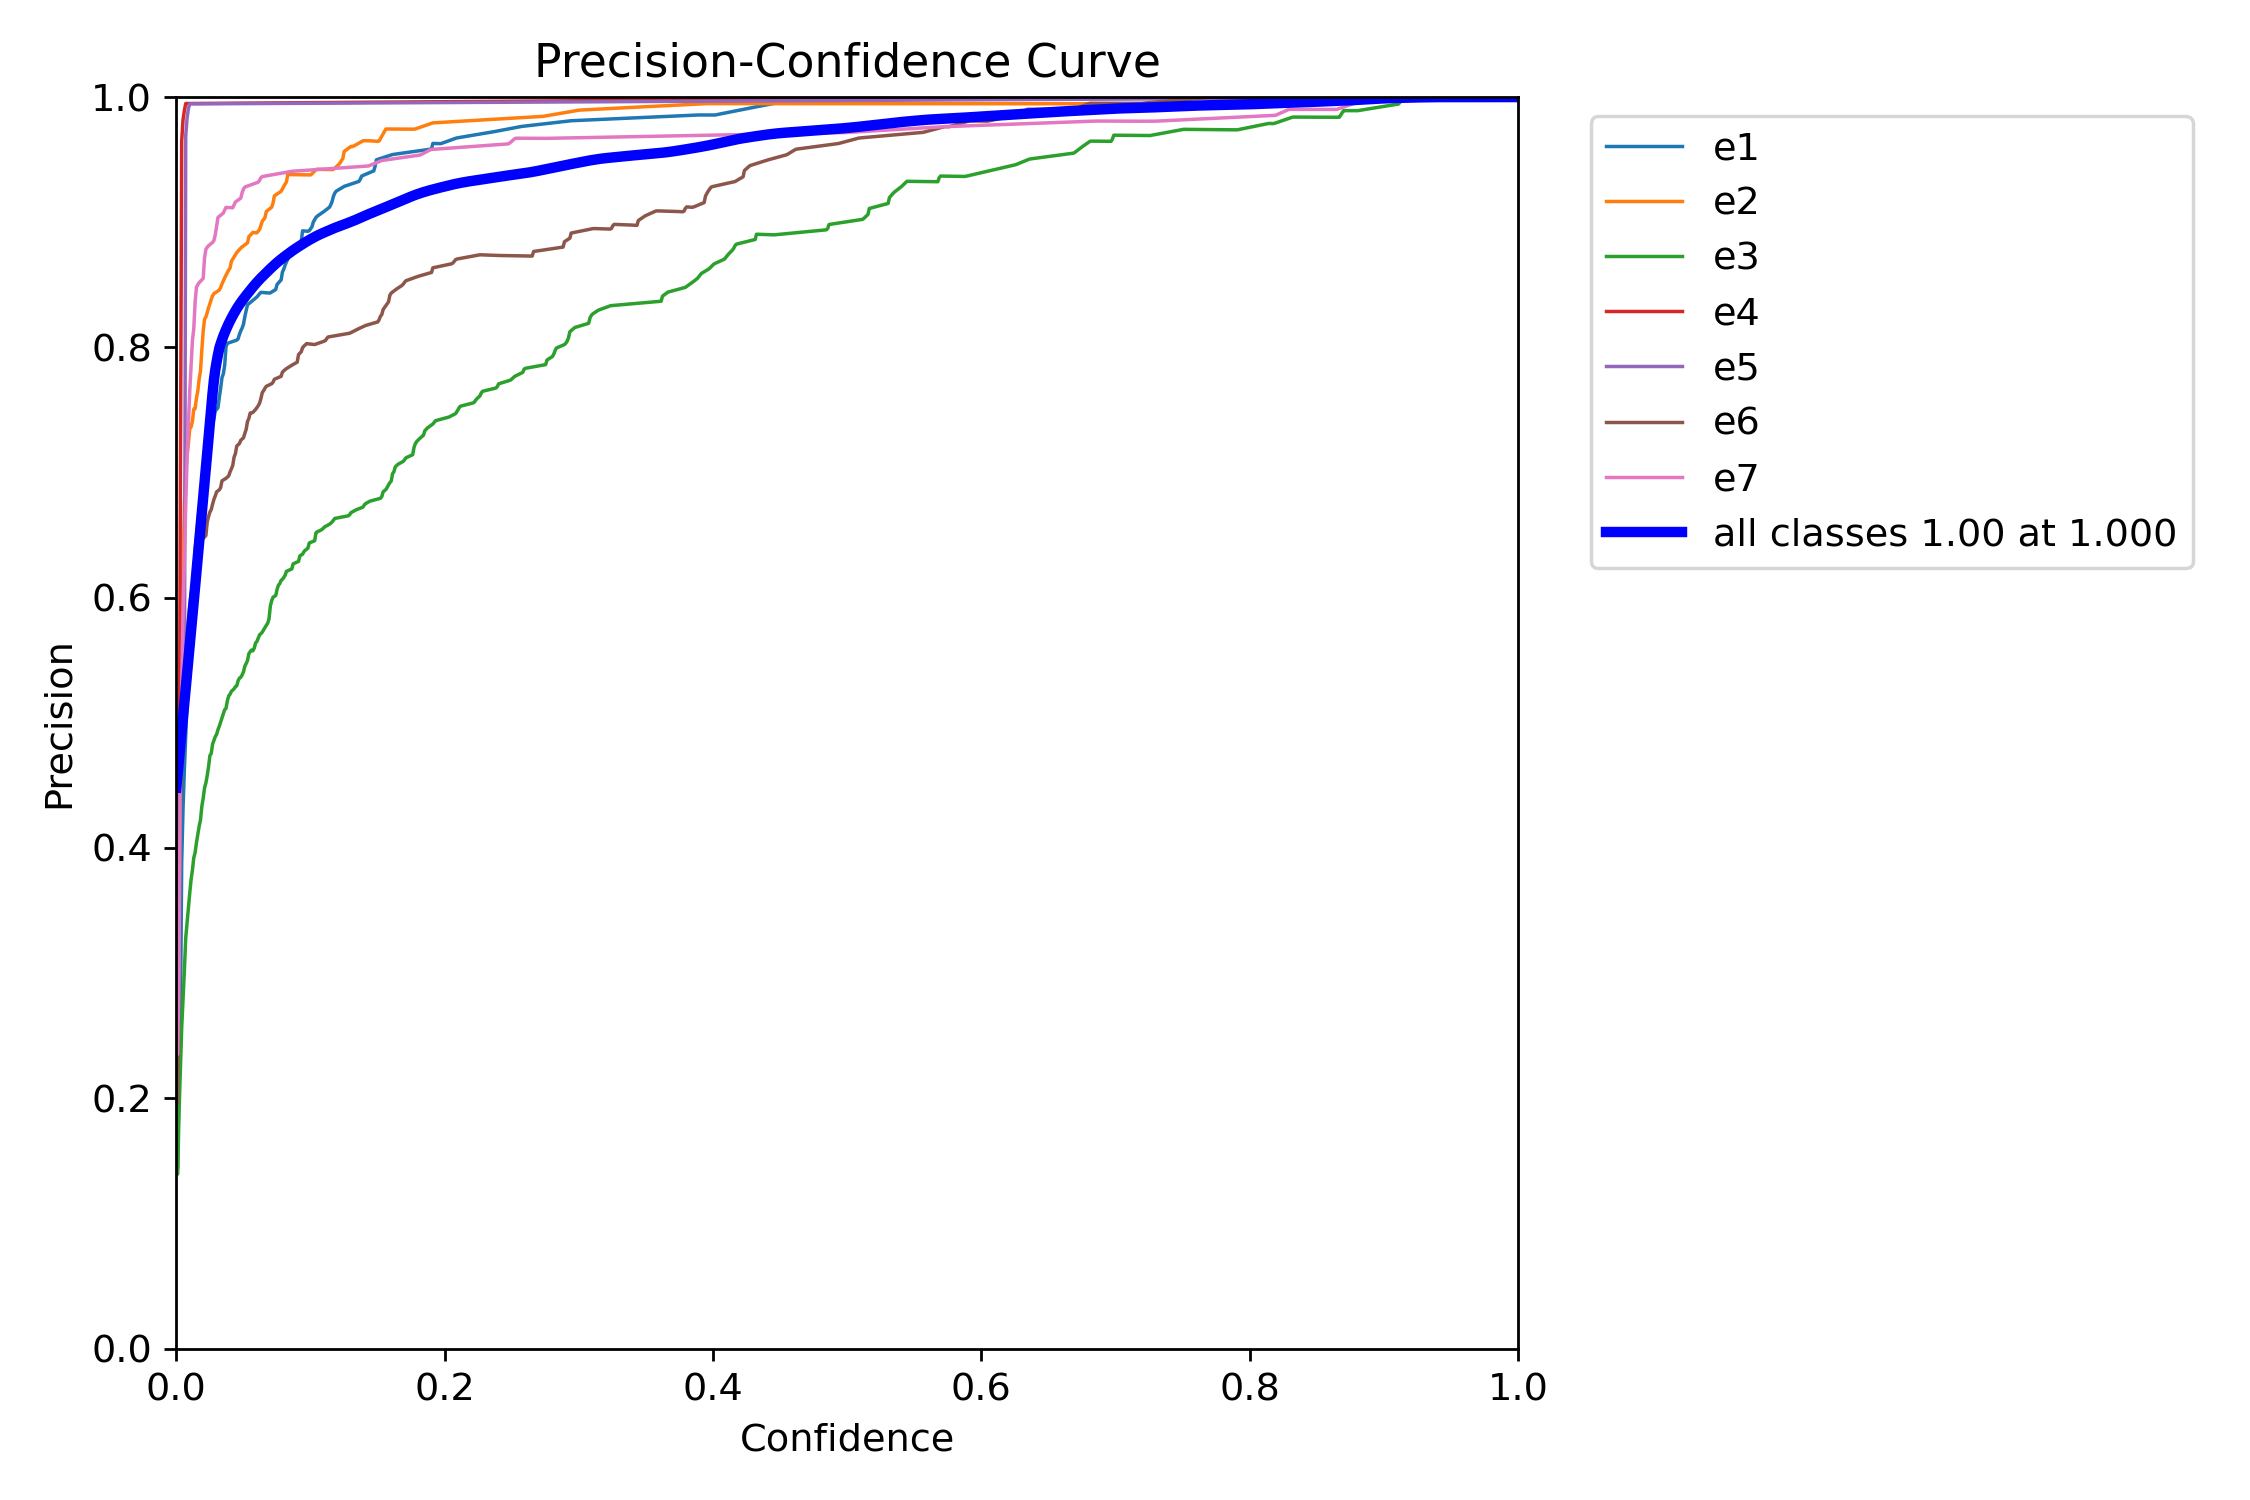 Precision-Confidence Curve
1.0
0.8
0.6
0.4
0.2
0.0
Precision
0.0 0.2 0.4 0.6 0.8 1.0
Confidence
e1
e2
e3
e4
e5
e6
e7
all classes 1.00 at 1.000